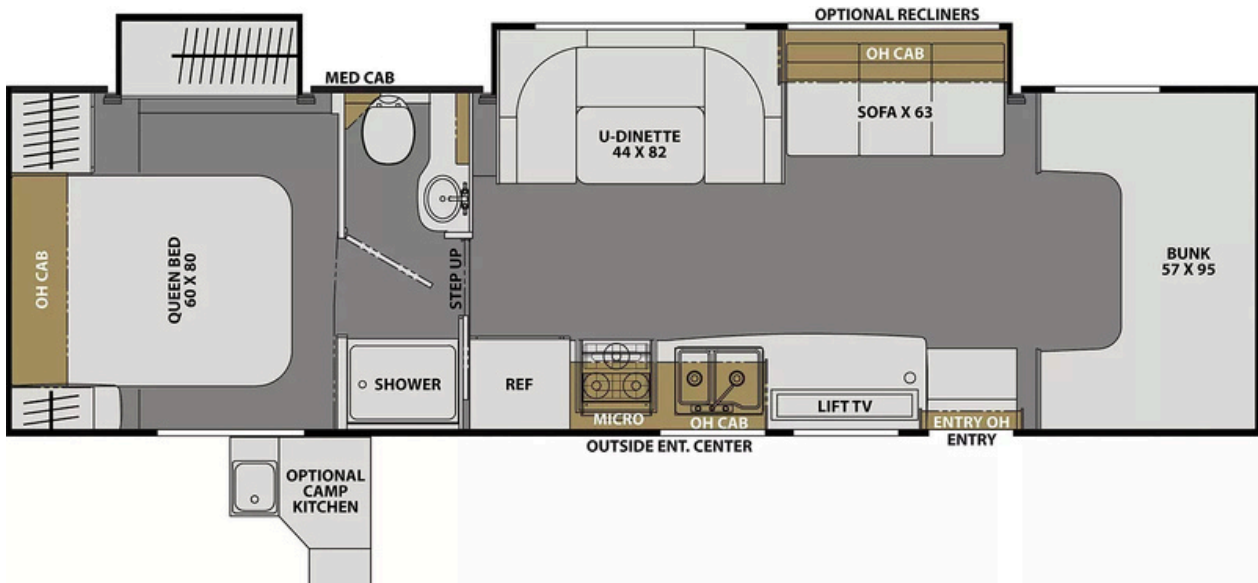 OPTIONAL RECLINERS
OH CAB
MED CAB
SOFA X 63
U-DINETTE
44 X 82
OH CAB
QUEEN BED
60 X 80
STEP UP
BUNK
57 X 95
SHOWER
REF
LIFT TV
MICRO
OH CAB
ENTRY OH
ENTRY
OUTSIDE ENT. CENTER
OPTIONAL
CAMP
KITCHEN